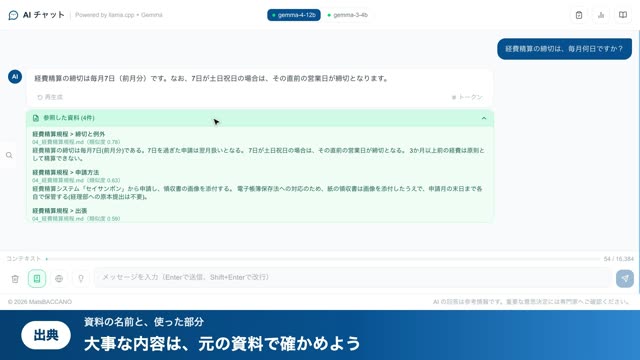 AI チャット
Powered by llama.cpp + Gemma
gemma-4-12b
gemma-3-4b
経費精算の締切は、毎月何日ですか？
AI
経費精算の締切は毎月7日（前月分）です。なお、7日が土日祝日の場合は、その直前の営業日が締切となります。
再生成
トークン
参照した資料 (4件)
経費精算規程 > 締切と例外
04_経費精算規程.md（類似度 0.78）
経費精算の締切は毎月7日(前月分)である。7日を過ぎた申請は翌月扱いとなる。 7日が土日祝日の場合は、その直前の営業日が締切となる。 3か月以上前の経費は原則として精算できない。
経費精算規程 > 申請方法
04_経費精算規程.md（類似度 0.63）
経費精算システム「セイサンポン」から申請し、領収書の画像を添付する。 電子帳簿保存法への対応のため、紙の領収書は画像を添付したうえで、申請月の末日まで各自で保管する(経理部への原本提出は不要)。
経費精算規程 > 出張
04_経費精算規程.md（類似度 0.59）
コンテキスト
54 / 16,384
メッセージを入力（Enterで送信、Shift+Enterで改行）
© 2026 MabiBACCANO
AI の回答は参考情報です。重要な意思決定には専門家へご確認ください。
出典
資料の名前と、使った部分
大事な内容は、元の資料で確かめよう